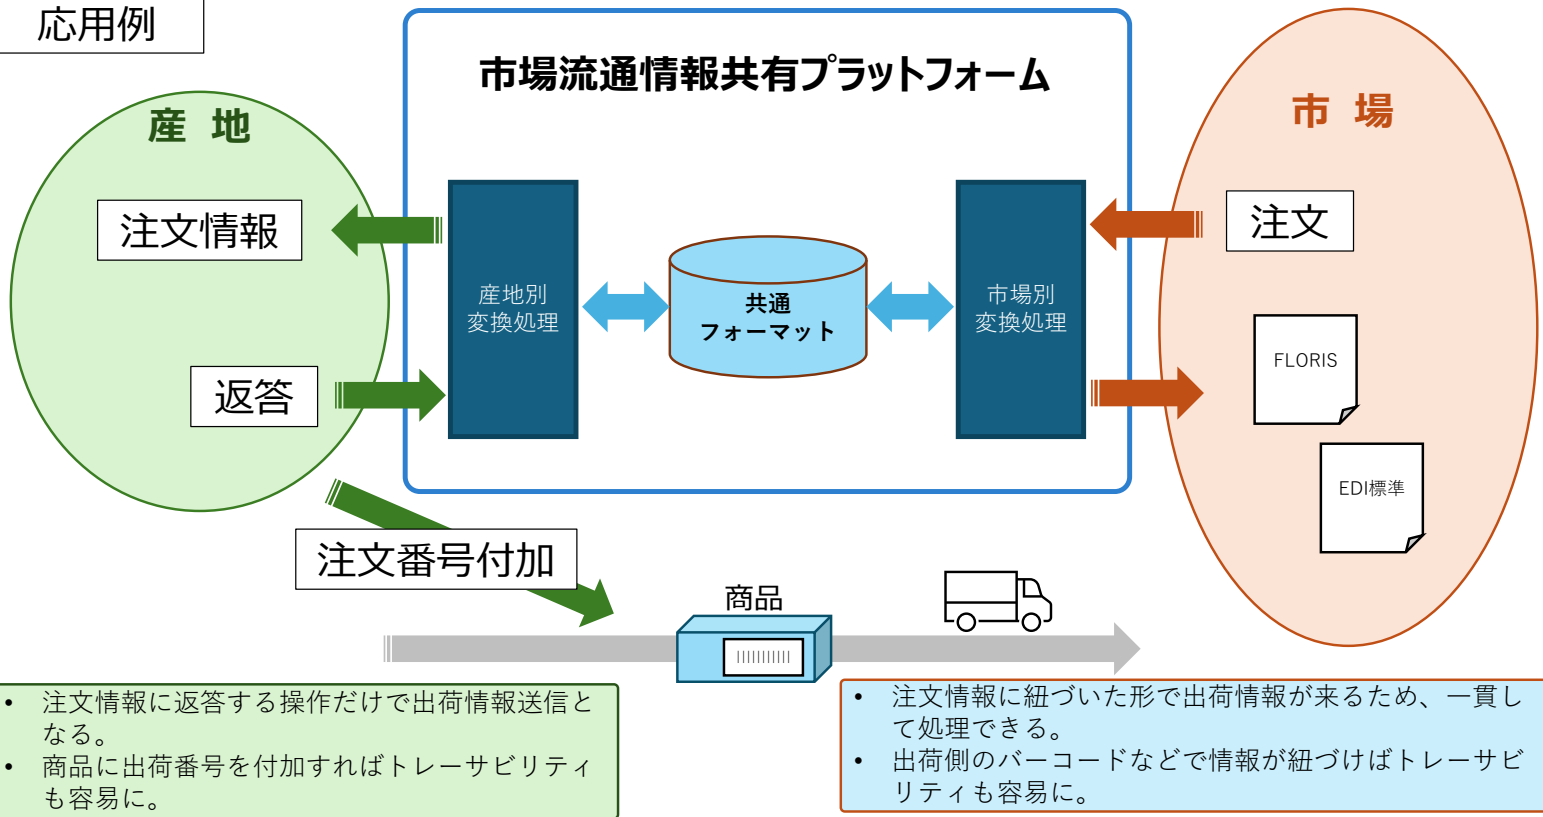 応用例
市場流通情報共有プラットフォーム
産 地
市 場
注文情報
注文
産地別
変換処理
共通
フォーマット
市場別
変換処理
返答
FLORIS
EDI標準
注文番号付加
商品
• 注文情報に返答する操作だけで出荷情報送信と
なる。
• 商品に出荷番号を付加すればトレーサビリティ
も容易に。
• 注文情報に紐づいた形で出荷情報が来るため、一貫し
て処理できる。
• 出荷側のバーコードなどで情報が紐づけばトレーサビ
リティも容易に。